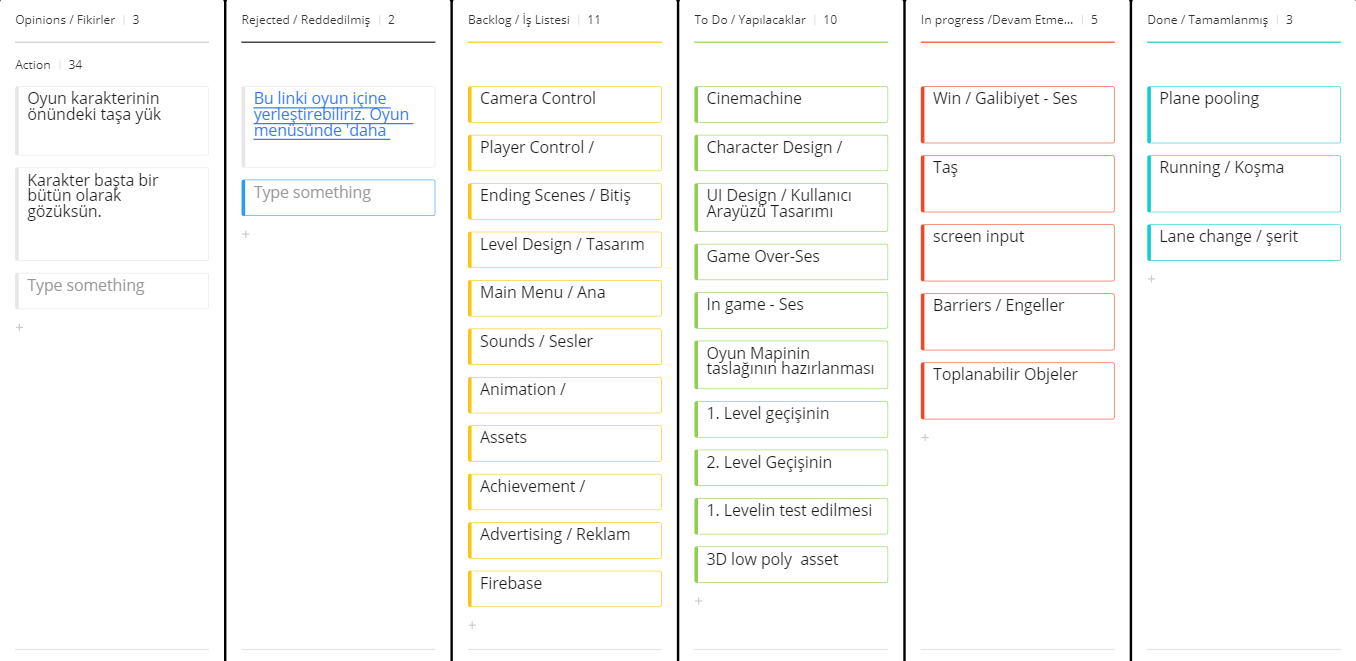 Opinions / Fikirler | 3
Action | 34
Oyun karakterinin
önündeki taşa yük
Karakter başta bir
bütün olarak
gözüksün.
Type something
+
Rejected / Reddedilmiş | 2
Bu linki oyun içine
yerleştirebiliriz. Oyun
menüsünde 'daha
Type something
+
Backlog / İş Listesi | 11
Camera Control
Player Control /
Ending Scenes / Bitiş
Level Design / Tasarım
Main Menu / Ana
Sounds / Sesler
Animation /
Assets
Achievement /
Advertising / Reklam
Firebase
+
To Do / Yapılacaklar | 10
Cinemachine
Character Design /
UI Design / Kullanıcı
Arayüzü Tasarımı
Game Over-Ses
In game - Ses
Oyun Mapinin
taslağının hazırlanması
1. Level geçişinin
2. Level Geçişinin
1. Levelin test edilmesi
3D low poly  asset
+
In progress /Devam Etme... | 5
Win / Galibiyet - Ses
Taş
screen input
Barriers / Engeller
Toplanabilir Objeler
+
Done / Tamamlanmış | 3
Plane pooling
Running / Koşma
Lane change / şerit
+